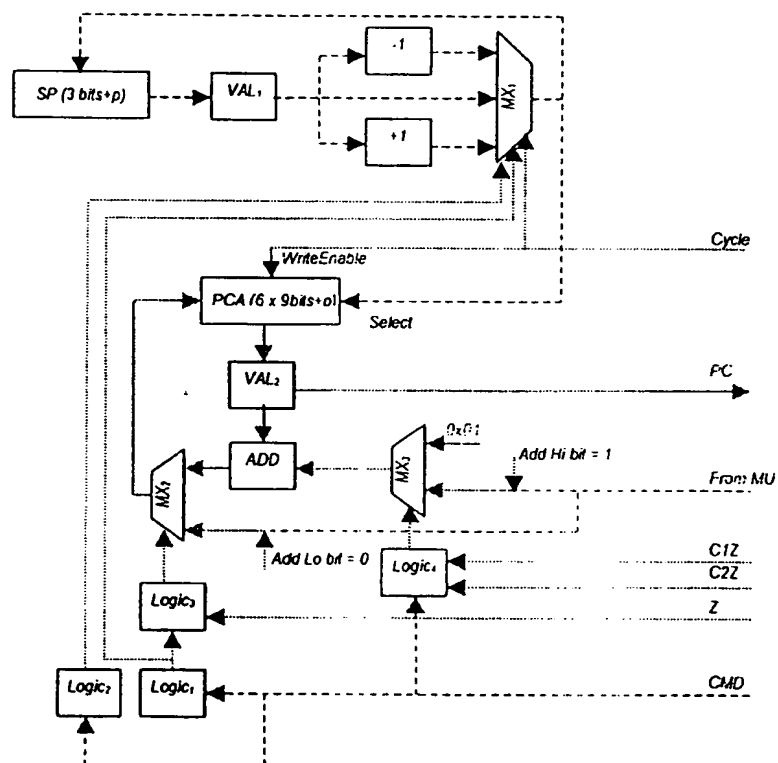 -1
SP (3 bits+p)
VAL1
MX1
+1
Cycle
WriteEnable
PCA (6 x 9bits+p)
Select
VAL2
PC
0x01
ADD
MX3
Add Hi bit = 1
MX2
From MU
Add Lo bit = 0
C1Z
Logic4
C2Z
Logic3
Z
Logic2
Logic1
CMD